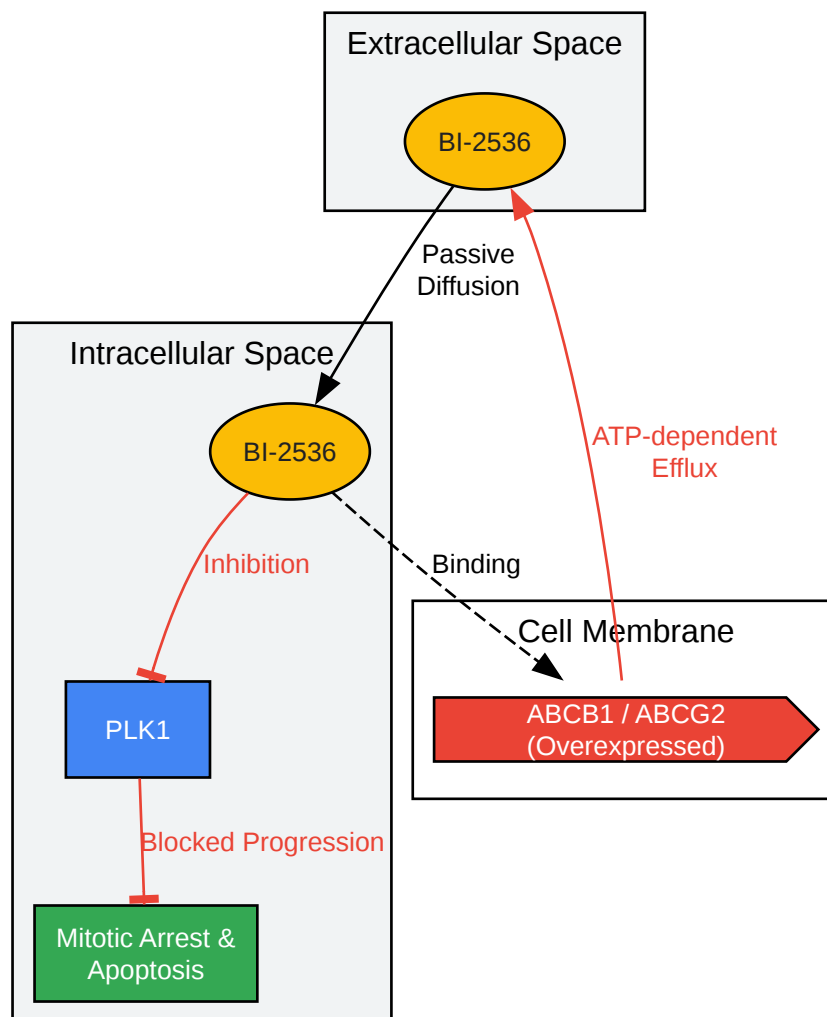 Extracellular Space
BI-2536
Passive
Diffusion
Intracellular Space
BI-2536
ATP-dependent
Efflux
Inhibition
Binding
Cell Membrane
PLK1
ABCB1 / ABCG2
(Overexpressed)
Blocked Progression
Mitotic Arrest &
Apoptosis